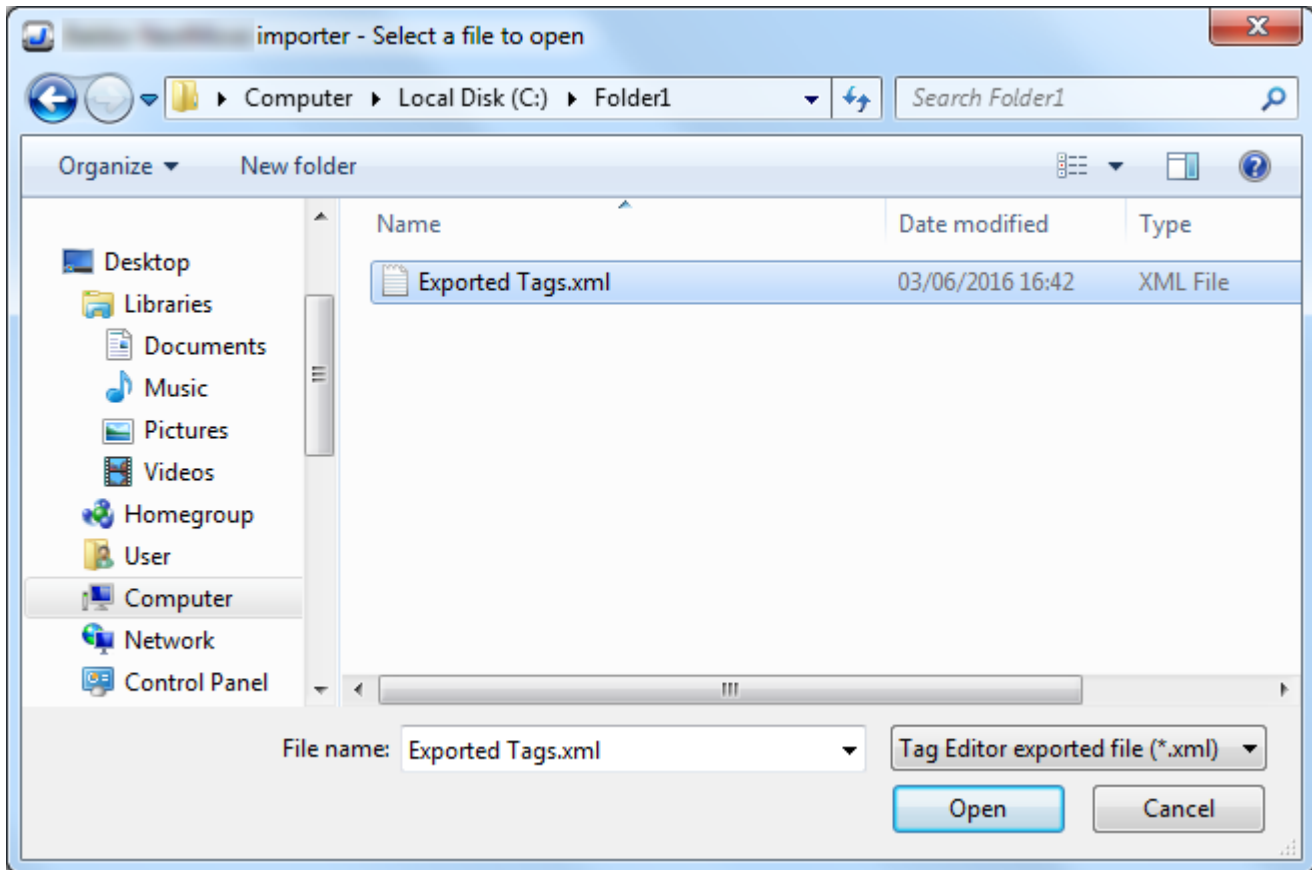 importer - Select a file to open
Computer Local Disk (C:) Folder1 Search Folder1
Organize New folder
Name Date modified Type
Exported Tags.xml 03/06/2016 16:42 XML File
Desktop
Libraries
Documents
Music
Pictures
Videos
Homegroup
User
Computer
Network
Control Panel
File name: Exported Tags.xml Tag Editor exported file (*.xml)
Open Cancel